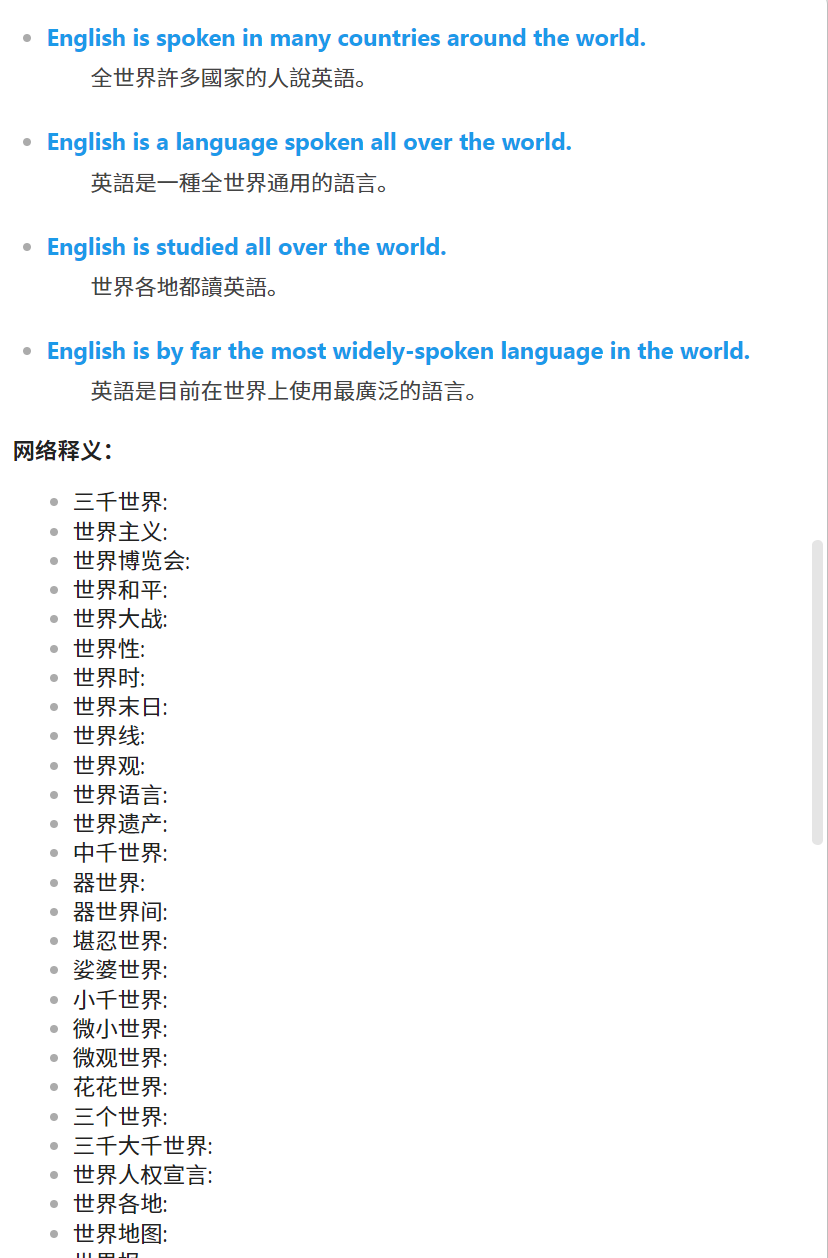 English is spoken in many countries around the world.
全世界許多國家的人說英語。
English is a language spoken all over the world.
英語是一種全世界通用的語言。
English is studied all over the world.
世界各地都讀英語。
English is by far the most widely-spoken language in the world.
英語是目前在世界上使用最廣泛的語言。
网络释义：
三千世界:
世界主义:
世界博览会:
世界和平:
世界大战:
世界性:
世界时:
世界末日:
世界线:
世界观:
世界语言:
世界遗产:
中千世界:
器世界:
器世界间:
堪忍世界:
娑婆世界:
小千世界:
微小世界:
微观世界:
花花世界:
三个世界:
三千大千世界:
世界人权宣言:
世界各地:
世界地图: